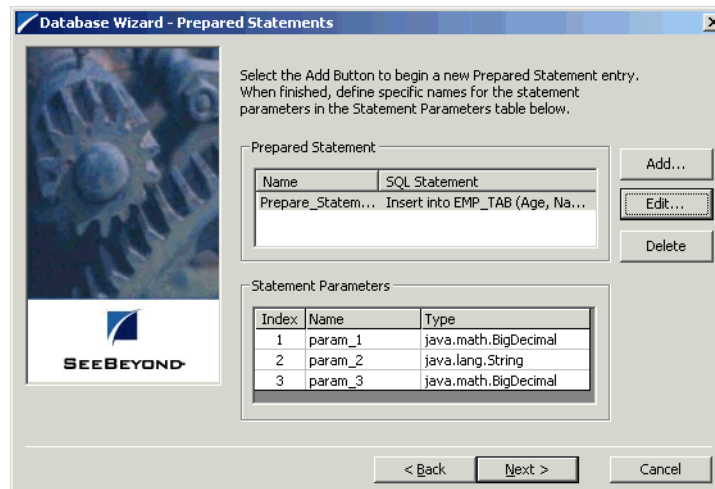 Database Wizard - Prepared Statements
Select the Add Button to begin a new Prepared Statement entry.
When finished, define specific names for the statement
parameters in the Statement Parameters table below.
Prepared Statement
Name SQL Statement
Prepare_Statem... Insert into EMP_TAB (Age, Na...
Add...
Edit...
Delete
Statement Parameters
Index Name Type
1 param_1 java.math.BigDecimal
2 param_2 java.lang.String
3 param_3 java.math.BigDecimal
SEEBEYOND
< Back Next > Cancel